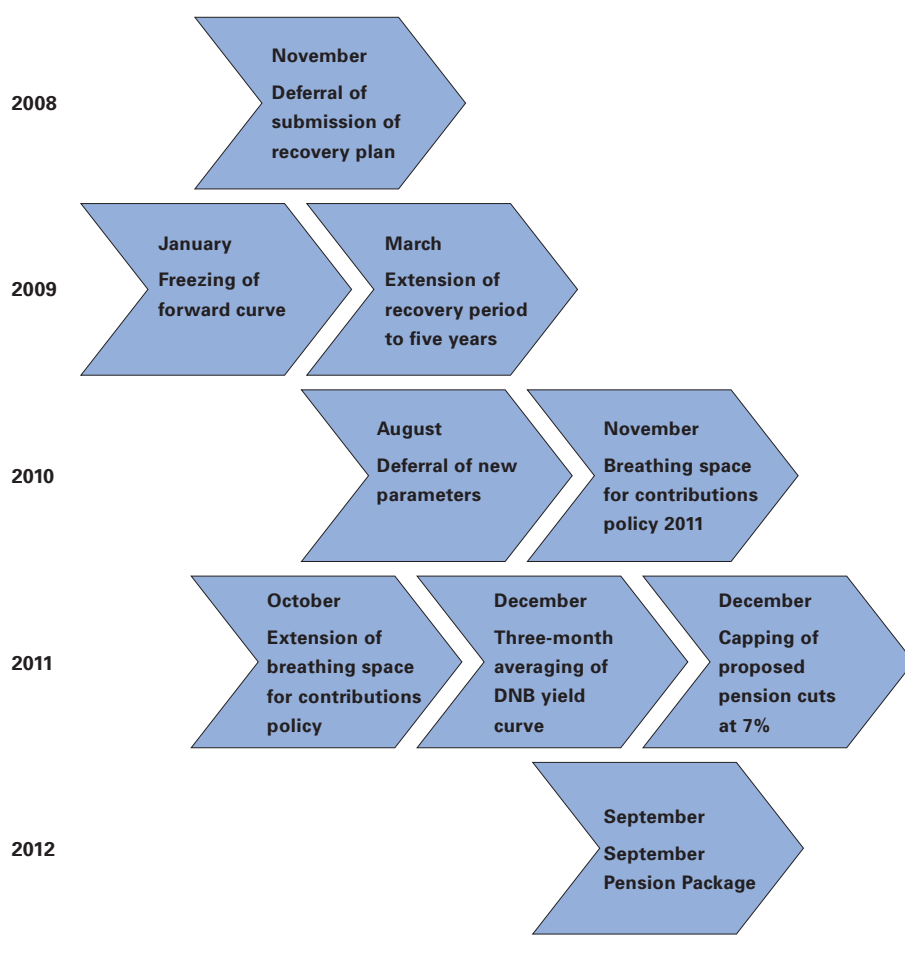 2008
November
Deferral of
submission of
recovery plan
2009
January
Freezing of
forward curve
March
Extension of
recovery period
to five years
2010
August
Deferral of new
parameters
November
Breathing space
for contributions
policy 2011
2011
October
Extension of
breathing space
for contributions
policy
December
Three-month
averaging of
DNB yield
curve
December
Capping of
proposed
pension cuts
at 7%
2012
September
September
Pension Package